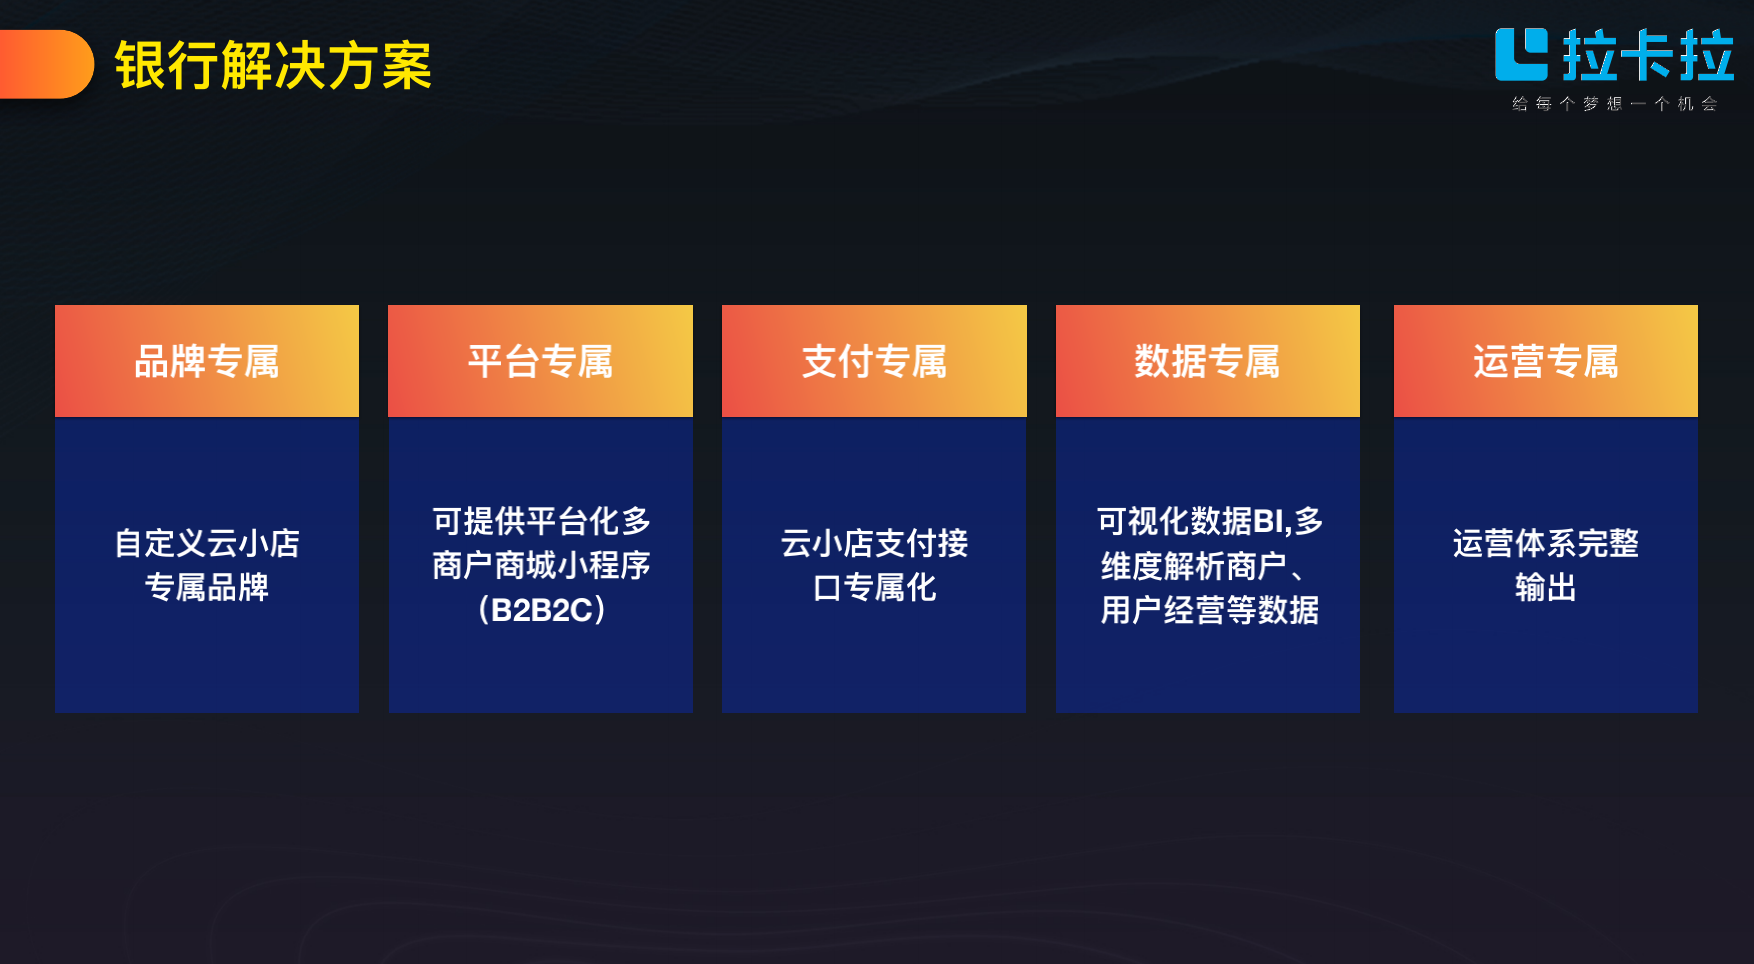 银行解决方案
拉卡拉
给每个梦想一个机会
品牌专属
自定义云小店
专属品牌
平台专属
可提供平台化多
商户商城小程序
（B2B2C）
支付专属
云小店支付接
口专属化
数据专属
可视化数据BI,多
维度解析商户、
用户经营等数据
运营专属
运营体系完整
输出